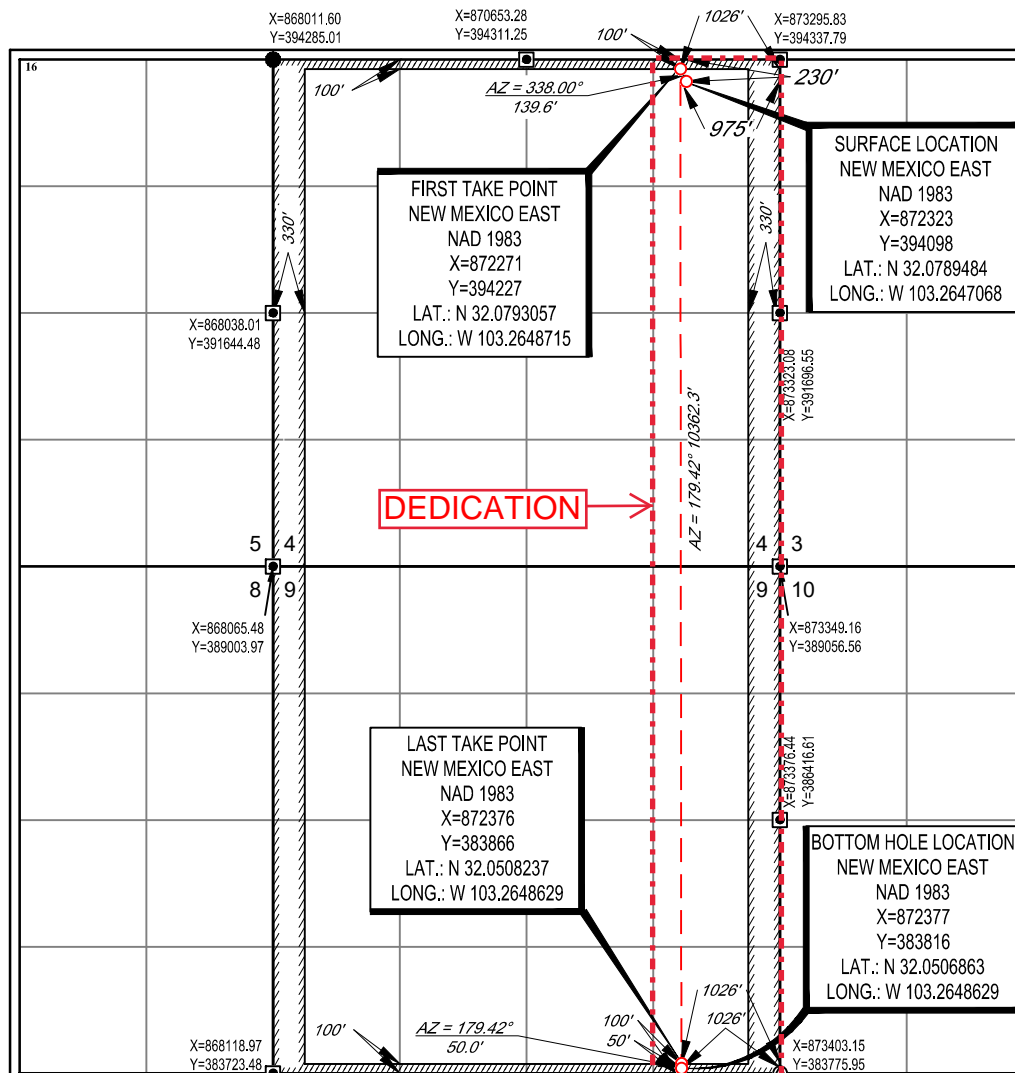 X=868011.60
Y=394285.01
X=870653.28
Y=394311.25
100'
1026'
X=873295.83
Y=394337.79
16
100'
AZ = 338.00°
139.6'
230'
975'
SURFACE LOCATION
NEW MEXICO EAST
NAD 1983
X=872323
Y=394098
LAT.: N 32.0789484
LONG.: W 103.2647068
FIRST TAKE POINT
NEW MEXICO EAST
NAD 1983
X=872271
Y=394227
LAT.: N 32.0793057
LONG.: W 103.2648715
330'
330'
X=868038.01
Y=391644.48
X=873323.08
Y=391696.55
AZ = 179.42° 10362.3'
DEDICATION
5 4
8 9
4 3
9 10
X=868065.48
Y=389003.97
X=873349.16
Y=389056.56
LAST TAKE POINT
NEW MEXICO EAST
NAD 1983
X=872376
Y=383866
LAT.: N 32.0508237
LONG.: W 103.2648629
X=873376.44
Y=386416.61
BOTTOM HOLE LOCATION
NEW MEXICO EAST
NAD 1983
X=872377
Y=383816
LAT.: N 32.0506863
LONG.: W 103.2648629
X=868118.97
Y=383723.48
100'
AZ = 179.42°
50.0'
100'
50'
1026'
1026'
X=873403.15
Y=383775.95